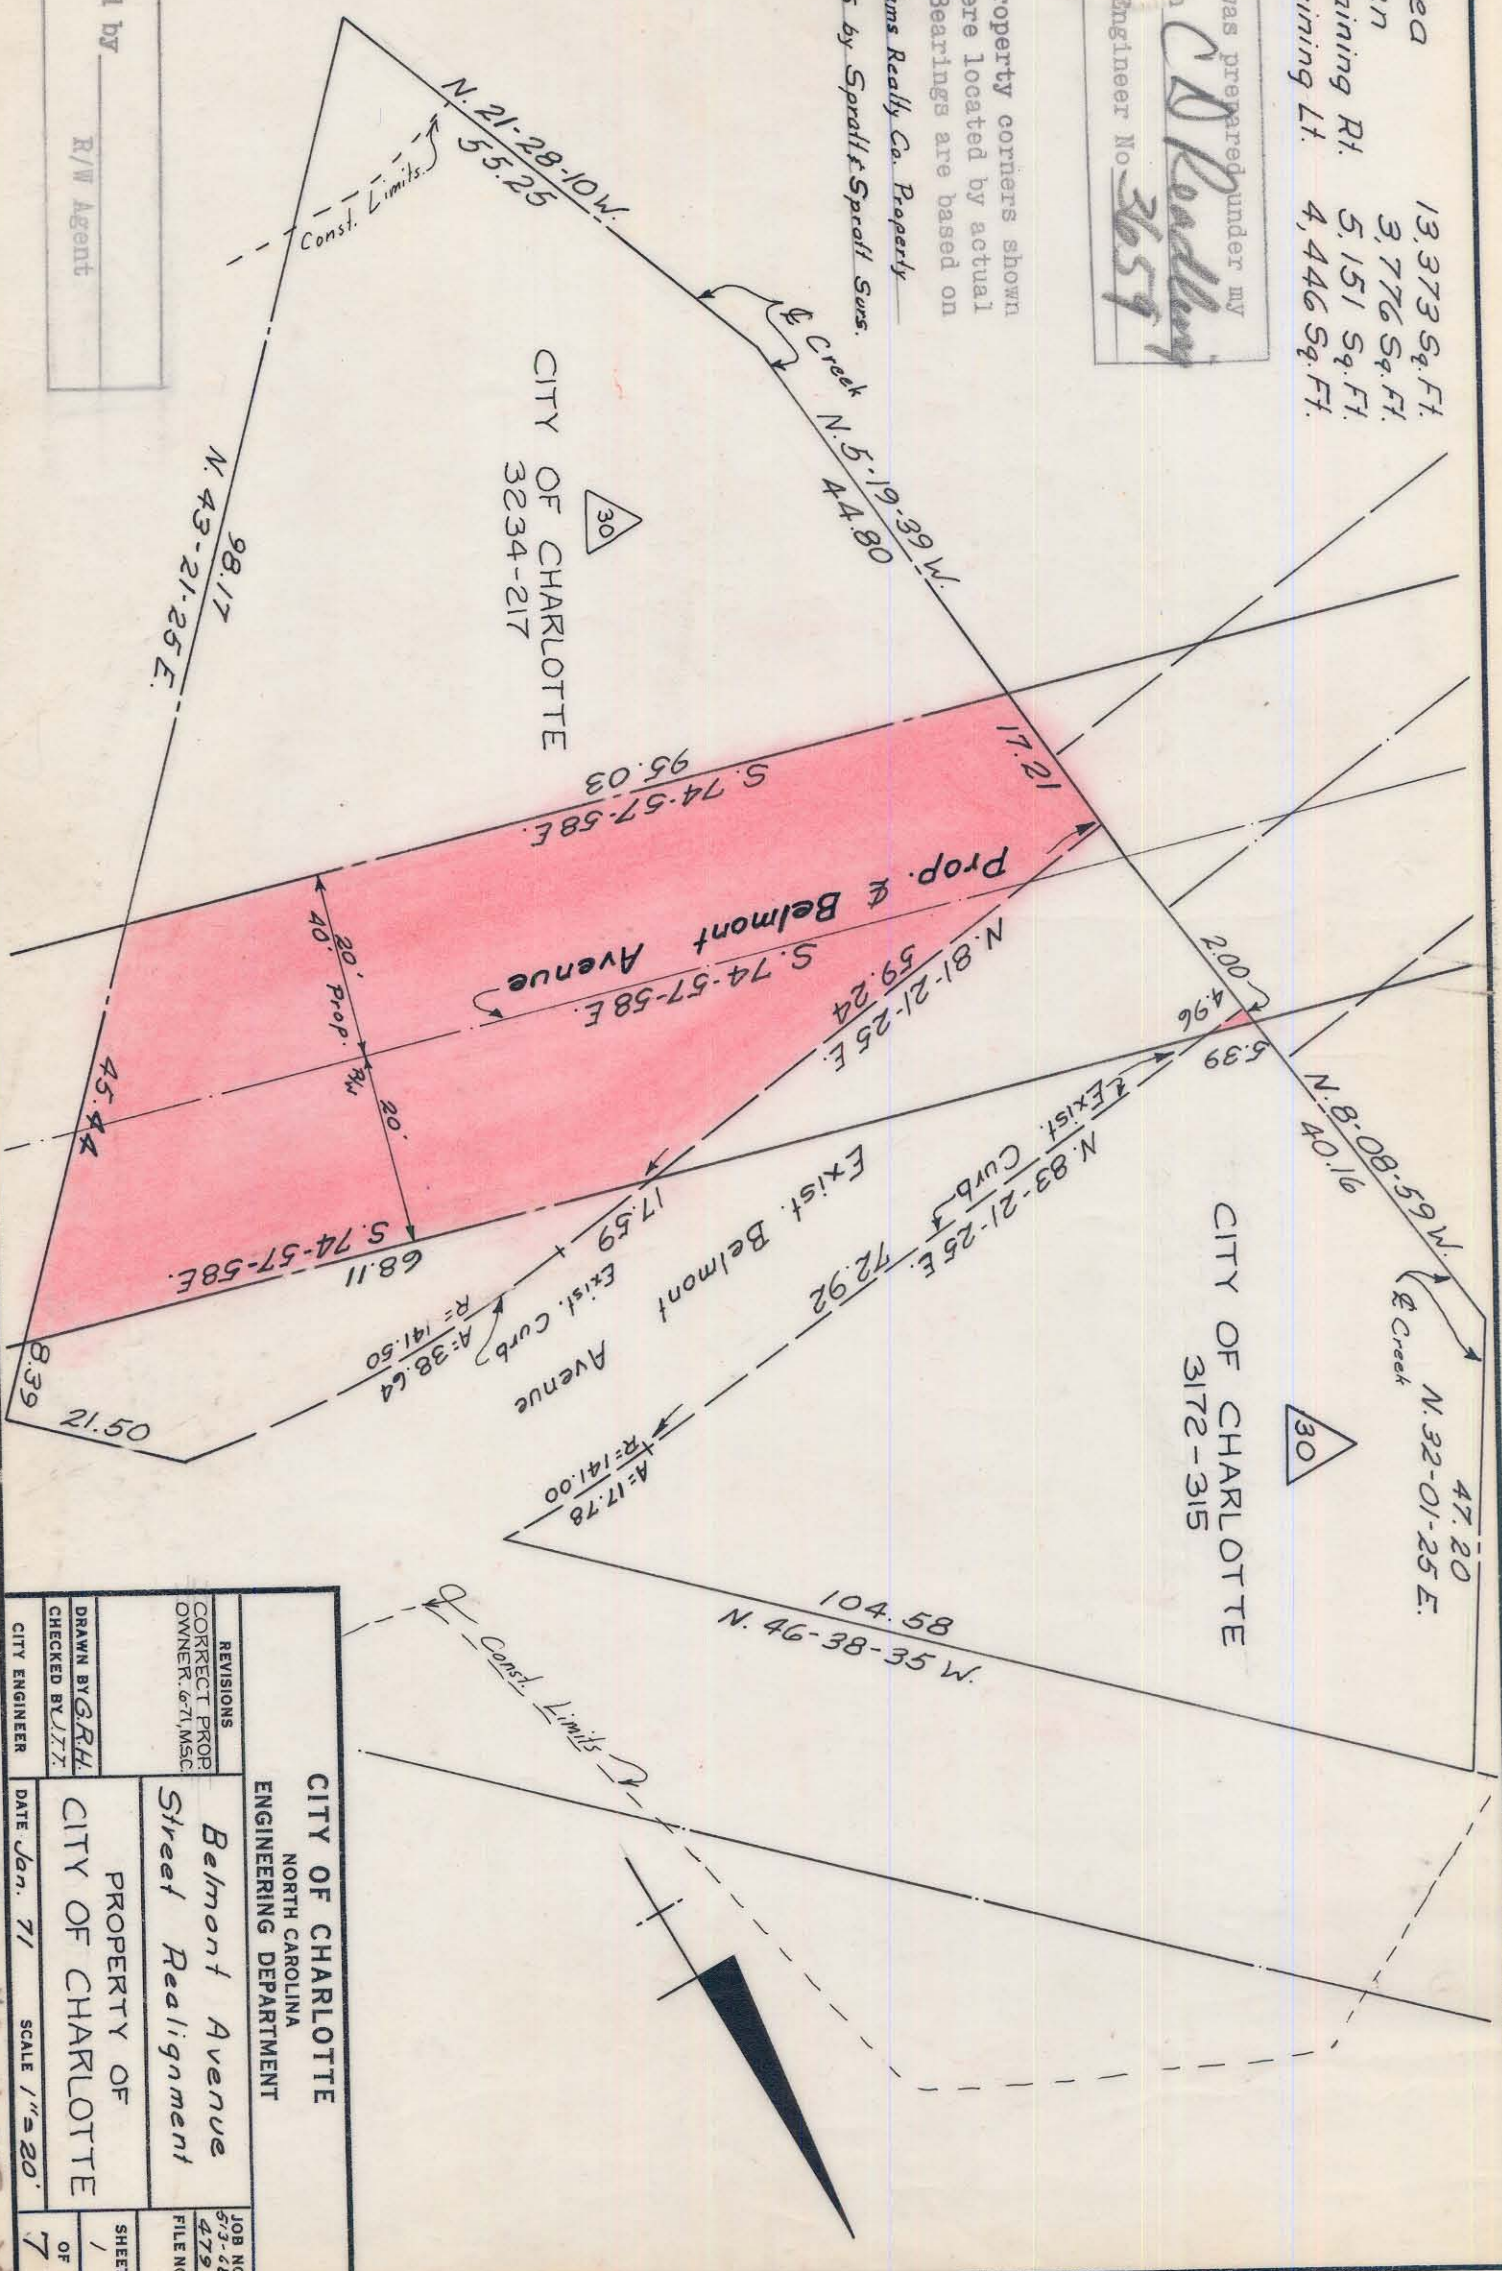 ea 13,373 Sq. Ft.
n 3,776 Sq. Ft.
aining Rt. 5,151 Sq. Ft.
ining Lt. 4,446 Sq. Ft.
was prepared under my
Engineer No 3659
roperty corners shown
ere located by actual
Bearings are based on
ams Realty Co. Property
s by Spratt & Spratt Surs.
d by
R/W Agent
N. 21-28-10 W.
55.25
Const. Limits
℄ Creek
N. 5-19-39 W.
44.80
30
CITY OF CHARLOTTE
3234-217
98.17
N. 43-21-25 E.
17.21
S. 74-57-58 E.
95.03
Prop. ℄ Belmont Avenue
S. 74-57-58 E.
20' 20'
40' Prop. R/W
45.44
N. 81-21-25 E.
59.24
17.59
S. 74-57-58 E.
68.11
8.39
21.50
Exist. Curb
A=38.64
R=141.50
Exist. Belmont Avenue
2.00
4.96
5.39
Exist. Curb
N. 83-21-25 E.
72.92
A=17.78
R=141.00
N. 8-08-59 W.
40.16
℄ Creek
47.20
N. 32-01-25 E.
30
CITY OF CHARLOTTE
3172-315
104.58
N. 46-38-35 W.
Const. Limits
CITY OF CHARLOTTE
NORTH CAROLINA
ENGINEERING DEPARTMENT
REVISIONS
CORRECT PROP.
OWNER. 6-71, MSC
DRAWN BY G.R.H.
CHECKED BY J.T.T.
CITY ENGINEER
Belmont Avenue
Street Realignment
PROPERTY OF
CITY OF CHARLOTTE
DATE Jan. 71 SCALE 1"=20'
JOB NO
479
FILE NO
SHEET
1
OF
7